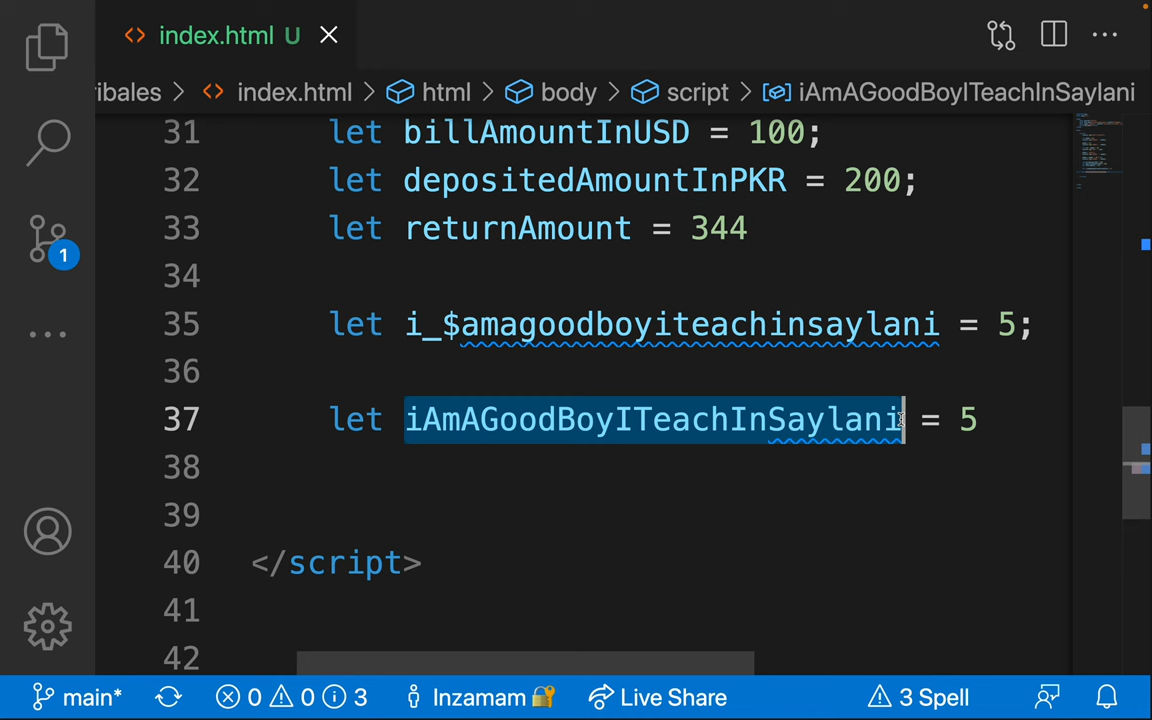 index.html U
ribales > index.html > html > body > script > iAmAGoodBoyITeachInSaylani
31 let billAmountInUSD = 100;
32 let depositedAmountInPKR = 200;
33 let returnAmount = 344
34
35 let i_$amagoodboyiteachinsaylani = 5;
36
37 let iAmAGoodBoyITeachInSaylani = 5
38
39
40 </script>
41
42
1
main* 0 0 3 Inzamam Live Share 3 Spell